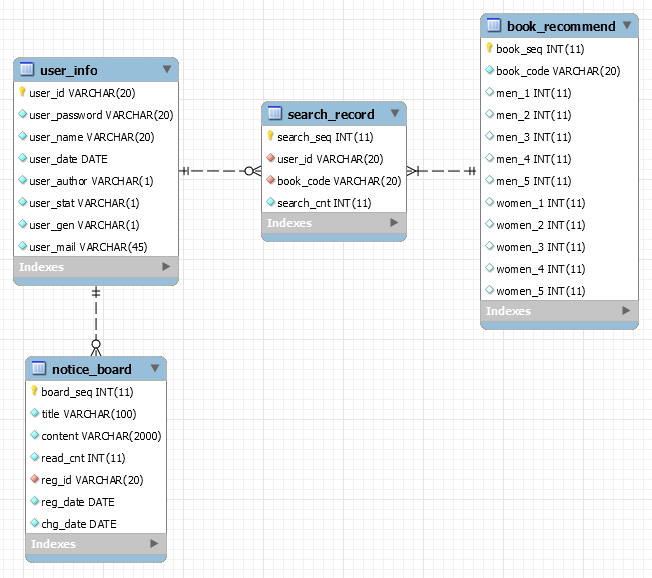 user_info
user_id VARCHAR(20)
user_password VARCHAR(20)
user_name VARCHAR(20)
user_date DATE
user_author VARCHAR(1)
user_stat VARCHAR(1)
user_gen VARCHAR(1)
user_mail VARCHAR(45)
Indexes
search_record
search_seq INT(11)
user_id VARCHAR(20)
book_code VARCHAR(20)
search_cnt INT(11)
Indexes
book_recommend
book_seq INT(11)
book_code VARCHAR(20)
men_1 INT(11)
men_2 INT(11)
men_3 INT(11)
men_4 INT(11)
men_5 INT(11)
women_1 INT(11)
women_2 INT(11)
women_3 INT(11)
women_4 INT(11)
women_5 INT(11)
Indexes
notice_board
board_seq INT(11)
title VARCHAR(100)
content VARCHAR(2000)
read_cnt INT(11)
reg_id VARCHAR(20)
reg_date DATE
chg_date DATE
Indexes